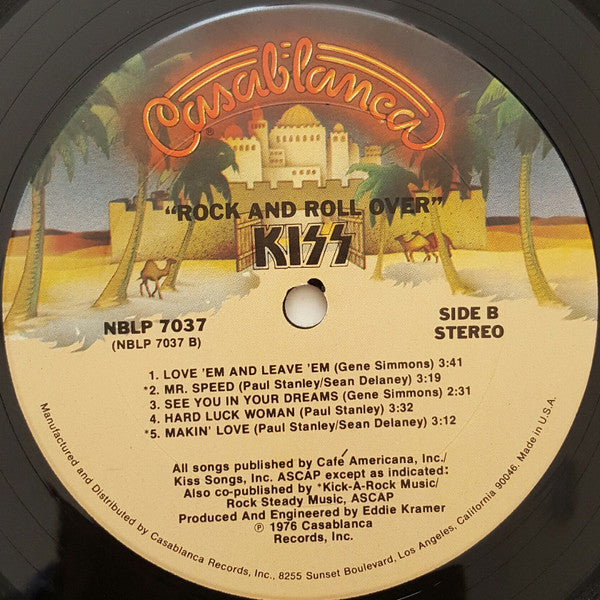 Casablanca
®
"ROCK AND ROLL OVER"
KISS
NBLP 7037
(NBLP 7037 B)
SIDE B
STEREO
1. LOVE 'EM AND LEAVE 'EM (Gene Simmons) 3:41
*2. MR. SPEED (Paul Stanley/Sean Delaney) 3:19
3. SEE YOU IN YOUR DREAMS (Gene Simmons) 2:31
4. HARD LUCK WOMAN (Paul Stanley) 3:32
*5. MAKIN' LOVE (Paul Stanley/Sean Delaney) 3:12
All songs published by Café Americana, Inc./
Kiss Songs, Inc. ASCAP except as indicated:
Also co-published by *Kick-A-Rock Music/
Rock Steady Music, ASCAP
Produced and Engineered by Eddie Kramer
℗ 1976 Casablanca
Records, Inc.
Manufactured and Distributed by Casablanca Records, Inc., 8255 Sunset Boulevard, Los Angeles, California 90046, Made in U.S.A.